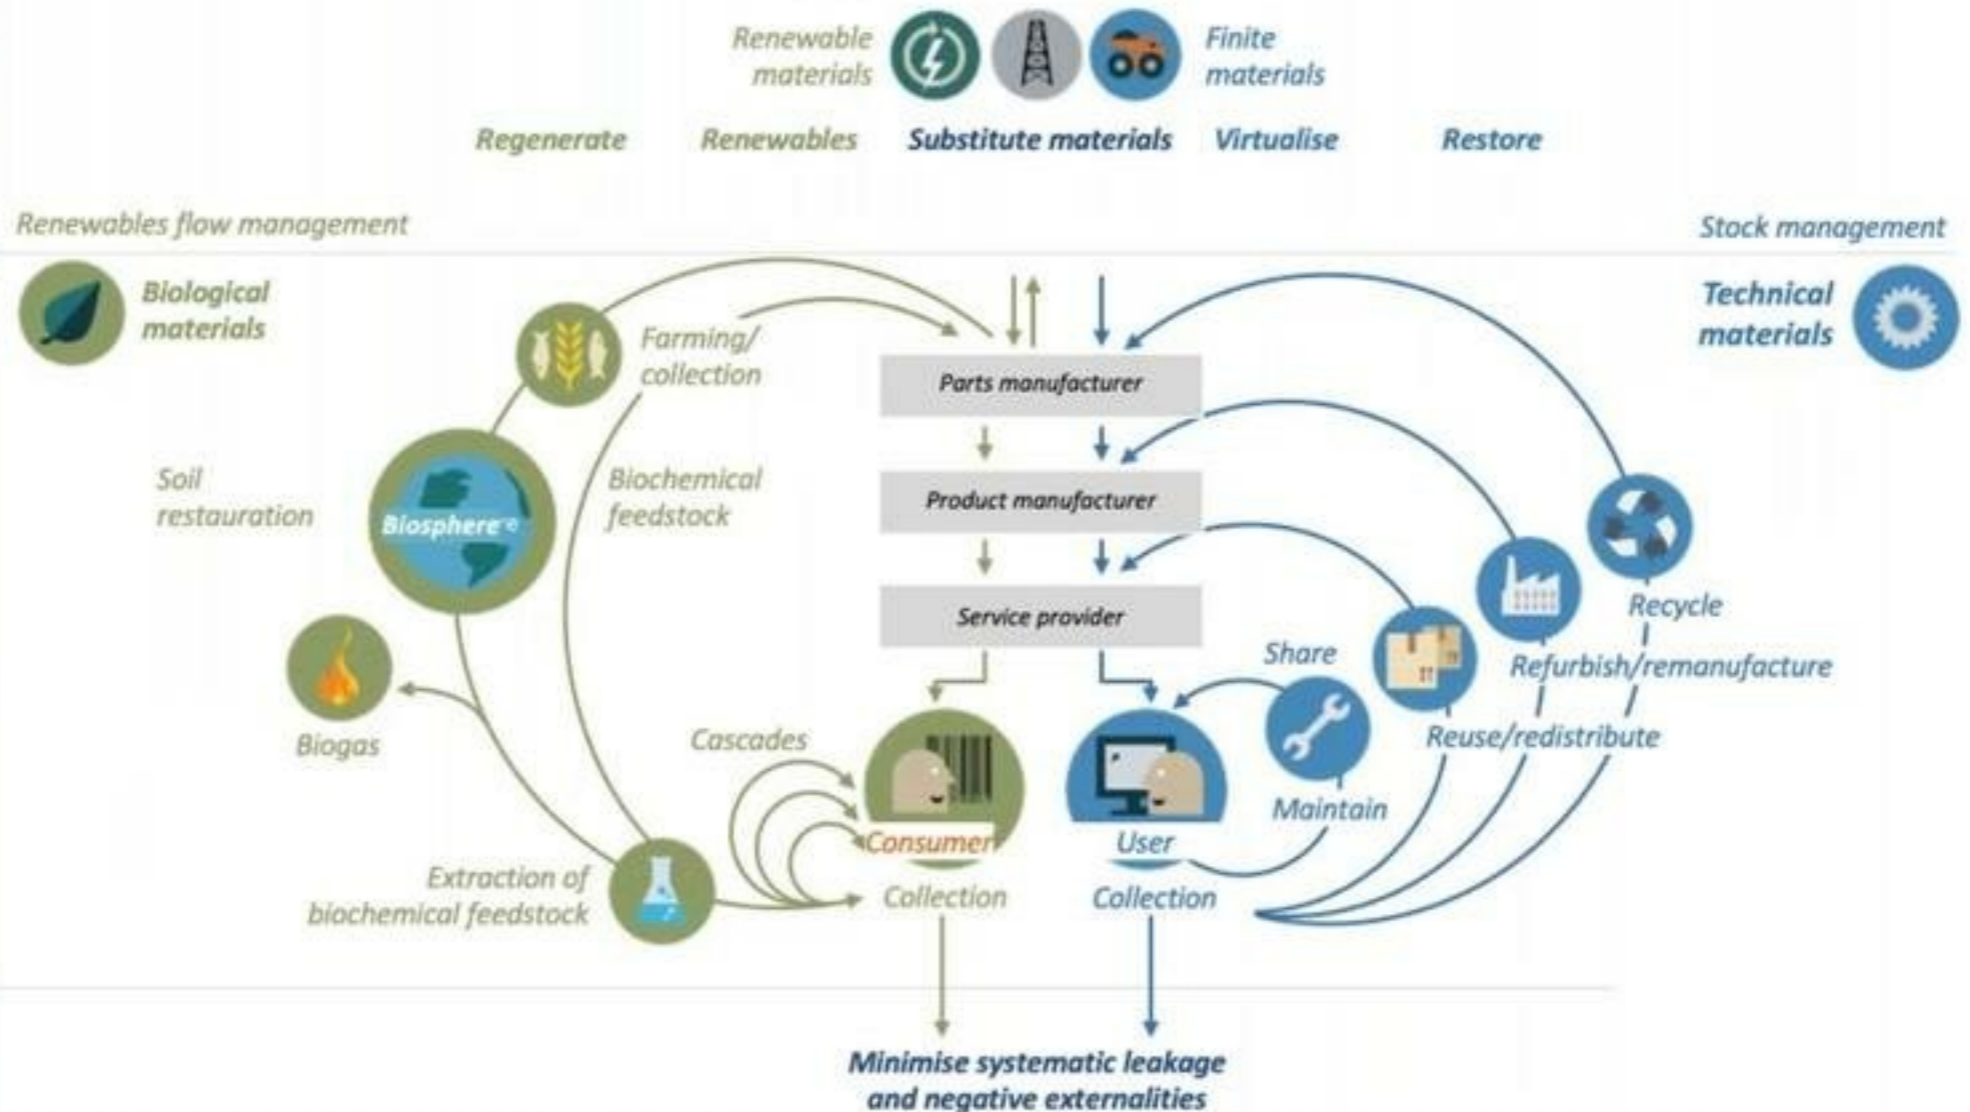 Renewable
materials
Finite
materials
Regenerate
Renewables
Substitute materials
Virtualise
Restore
Renewables flow management
Stock management
Biological
materials
Technical
materials
Farming/
collection
Parts manufacturer
Soil
restauration
Biosphere
Biochemical
feedstock
Product manufacturer
Service provider
Recycle
Share
Refurbish/remanufacture
Reuse/redistribute
Biogas
Cascades
Maintain
Consumer
User
Extraction of
biochemical feedstock
Collection
Collection
Minimise systematic leakage
and negative externalities